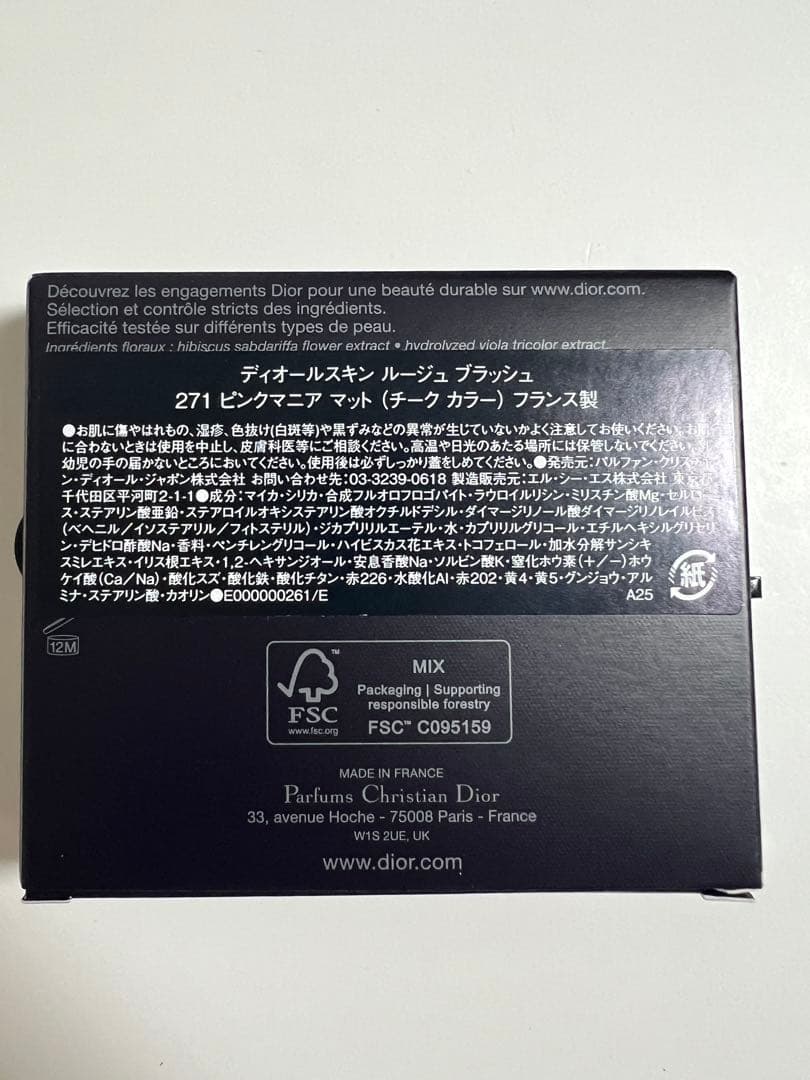 Découvrez les engagements Dior pour une beauté durable sur www.dior.com.
Sélection et contrôle stricts des ingrédients.
Efficacité testée sur différents types de peau.
Ingrédients floraux : hibiscus sabdariffa flower extract • hydrolyzed viola tricolor extract
ディオールスキン ルージュ ブラッシュ
271 ピンクマニア マット (チーク カラー) フランス製
●お肌に傷やはれもの、湿疹、色抜け(白斑等)や黒ずみなどの異常が生じていないかよく注意してお使いください。お肌
に合わないときは使用を中止し、皮膚科医等にご相談ください。高温や日光のあたる場所には保管しないでください。
幼児の手の届かないところにおいてください。使用後は必ずしっかり蓋をしめてください。●発売元:パルファン・クリスチャ
ン・ディオール・ジャポン株式会社 お問い合わせ先:03-3239-0618 製造販売元:エル・シー・エス株式会社 東京都
千代田区平河町2-1-1●成分:マイカ・シリカ・合成フルオロフロゴパイト・ラウロイルリシン・ミリスチン酸Mg・セルロー
ス・ステアリン酸亜鉛・ステアロイルオキシステアリン酸オクチルドデシル・ダイマージリノール酸ダイマージリノレイルビス
(ベヘニル/イソステアリル/フィトステリル)・ジカプリリルエーテル・水・カプリリルグリコール・エチルヘキシルグリセリ
ン・デヒドロ酢酸Na・香料・ペンチレングリコール・ハイビスカス花エキス・トコフェロール・加水分解サンシキ
スミレエキス・イリス根エキス・1,2-ヘキサンジオール・安息香酸Na・ソルビン酸K・窒化ホウ素(+/-)ホウ
ケイ酸(Ca/Na)・酸化スズ・酸化鉄・酸化チタン・赤226・水酸化Al・赤202・黄4・黄5・グンジョウ・アル
ミナ・ステアリン酸・カオリン●E000000261/E
紙
A25
12M
FSC™
www.fsc.org
MIX
Packaging | Supporting
responsible forestry
FSC™ C095159
MADE IN FRANCE
Parfums Christian Dior
33, avenue Hoche - 75008 Paris - France
W1S 2UE, UK
www.dior.com